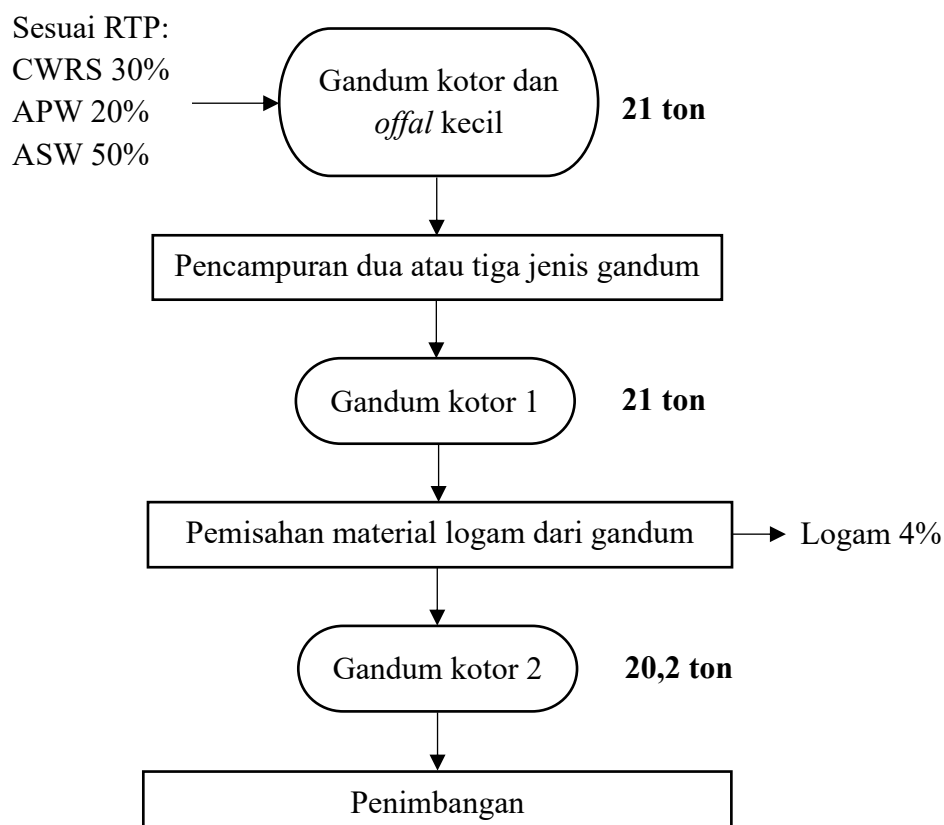 Sesuai RTP:
CWRS 30%
APW 20%
ASW 50%
Gandum kotor dan
offal kecil
21 ton
Pencampuran dua atau tiga jenis gandum
Gandum kotor 1
21 ton
Pemisahan material logam dari gandum
Logam 4%
Gandum kotor 2
20,2 ton
Penimbangan